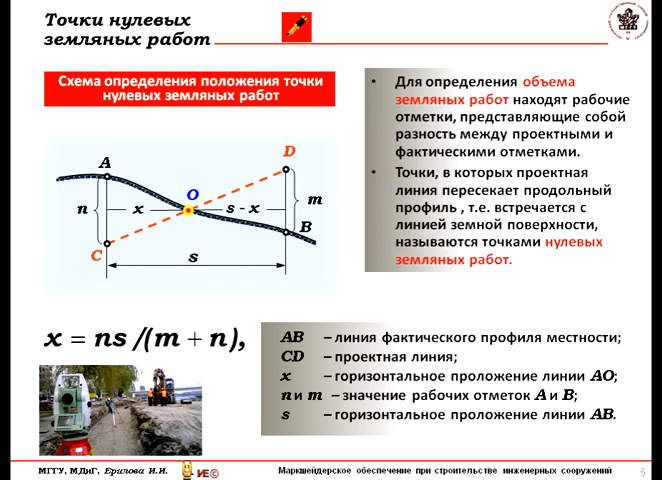 Точки нулевых
земляных работ
Схема определения положения точки
нулевых земляных работ
A
D
O
n
x
s - x
m
B
C
s
• Для определения объема
земляных работ находят рабочие
отметки, представляющие собой
разность между проектными и
фактическими отметками.
• Точки, в которых проектная
линия пересекает продольный
профиль , т.е. встречается с
линией земной поверхности,
называются точками нулевых
земляных работ.
x = ns /(m + n),
AB – линия фактического профиля местности;
CD – проектная линия;
x – горизонтальное проложение линии AO;
n и m – значение рабочих отметок A и B;
s – горизонтальное проложение линии AB.
МГГУ, МДиГ, Ерилова И.И.
ИЕ©
Маркшейдерское обеспечение при строительстве инженерных сооружений
5